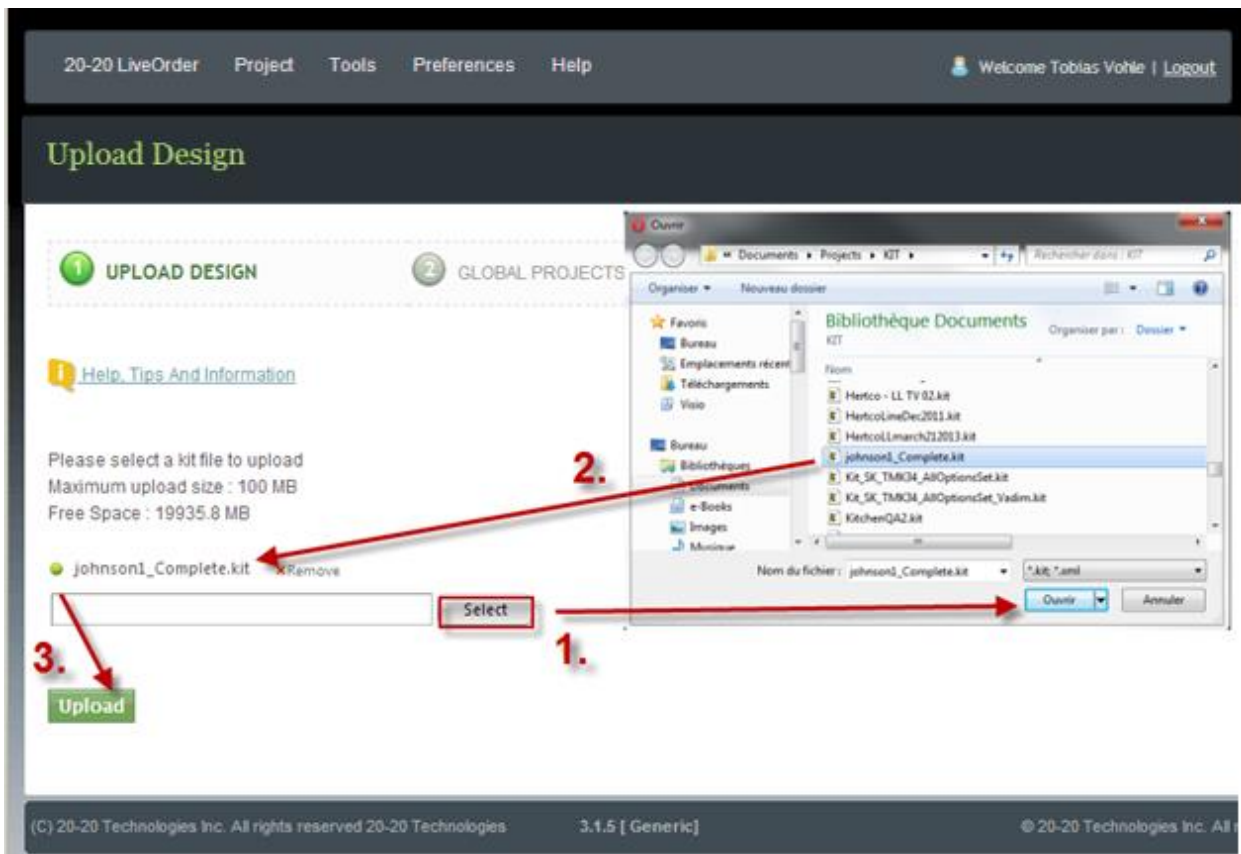 20-20 LiveOrder Project Tools Preferences Help Welcome Tobias Vohle | Logout
Upload Design
1 UPLOAD DESIGN 2 GLOBAL PROJECTS
Help, Tips And Information
Please select a kit file to upload
Maximum upload size : 100 MB
Free Space : 19935.8 MB
johnson1_Complete.kit Remove
Select
Upload
1.
2.
3.
Ouvrir
Documents Projects KIT Rechercher dans : KIT
Organiser Nouveau dossier
Favoris
Bureau
Emplacements récent
Téléchargements
Visio
Bureau
Bibliothèques
Documents
e-Books
Images
Musique
Bibliothèque Documents
KIT
Organiser par : Dossier
Nom
Hertco - LL TV 02.kit
HertcoLineDec2011.kit
HertcoLLmarch212013.kit
johnson1_Complete.kit
Kit_SK_TMK34_AllOptionsSet.kit
Kit_SK_TMK34_AllOptionsSet_Vadim.kit
KitchenQA2.kit
Nom du fichier : johnson1_Complete.kit *.kit; *.xml
Ouvrir Annuler
(C) 20-20 Technologies Inc. All rights reserved 20-20 Technologies 3.1.5 [ Generic] © 20-20 Technologies Inc. All